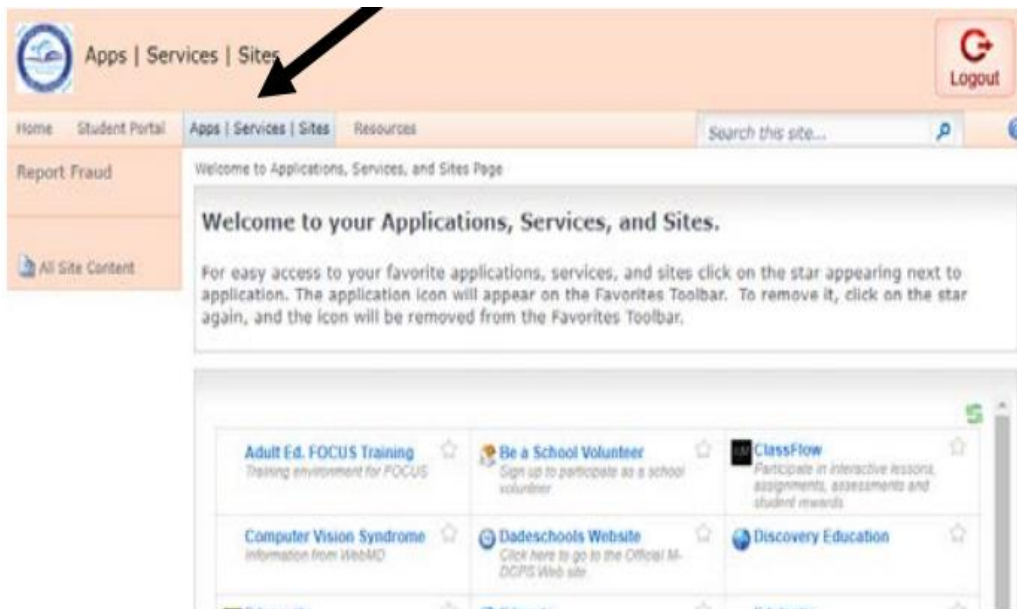 Apps | Services | Sites
Logout
Home Student Portal Apps | Services | Sites Resources
Search this site...
Report Fraud
All Site Content
Welcome to Applications, Services, and Sites Page
Welcome to your Applications, Services, and Sites.
For easy access to your favorite applications, services, and sites click on the star appearing next to
application. The application icon will appear on the Favorites Toolbar. To remove it, click on the star
again, and the icon will be removed from the Favorites Toolbar.
Adult Ed. FOCUS Training
Training environment for FOCUS
Be a School Volunteer
Sign up to participate as a school
volunteer
ClassFlow
Participate in interactive lessons,
assignments, assessments and
student rewards
Computer Vision Syndrome
Information from WebMD
Dadeschools Website
Click here to go to the Official M-
DCPS Web site
Discovery Education